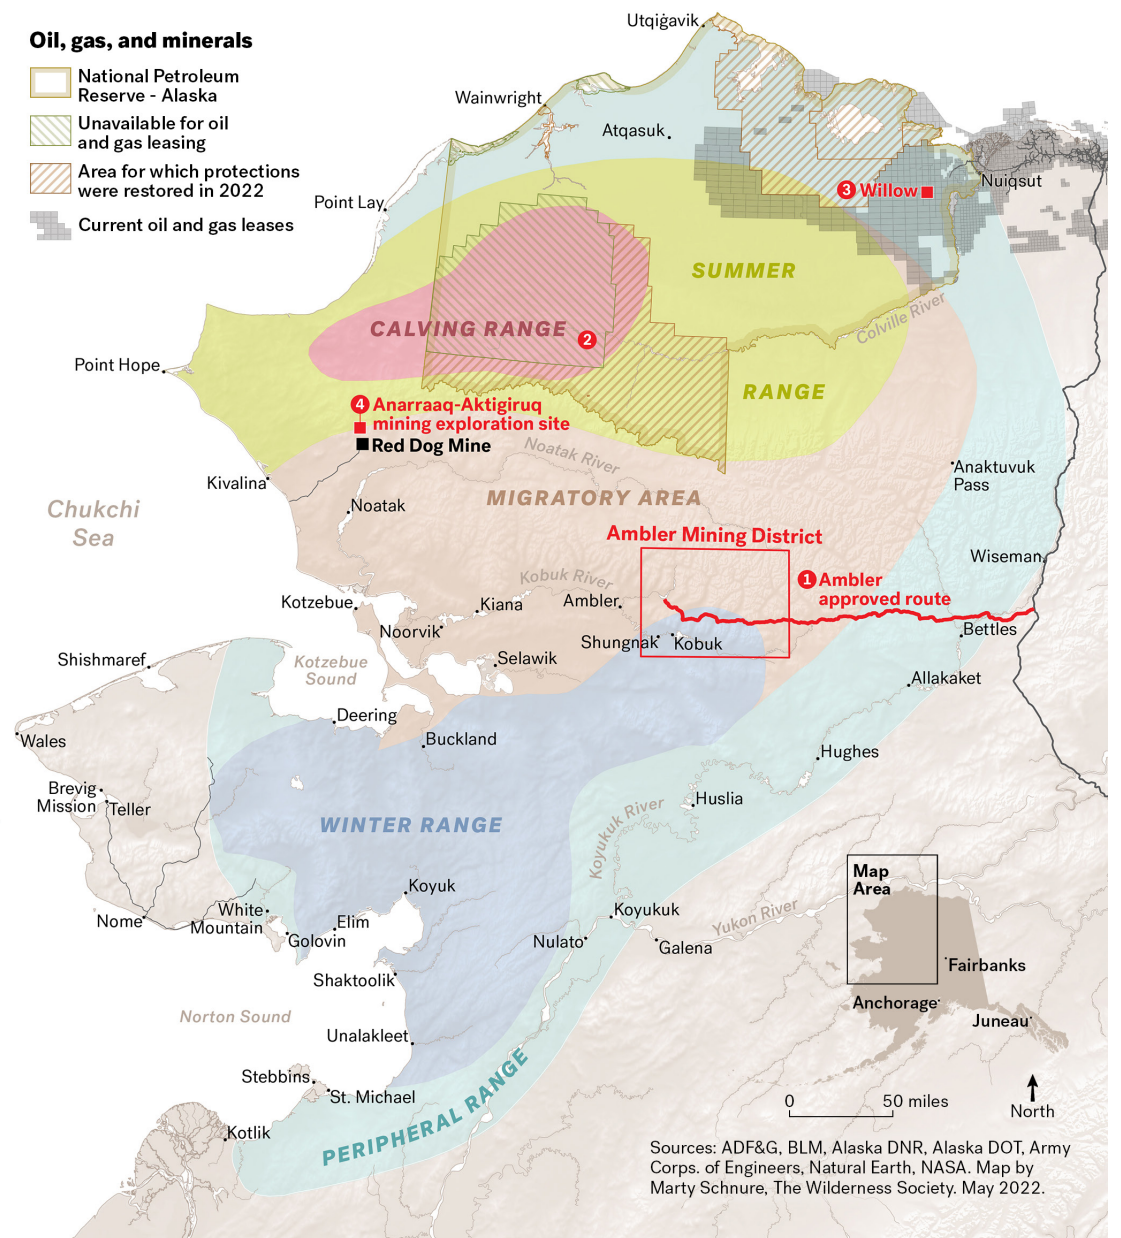 Oil, gas, and minerals
National Petroleum
Reserve - Alaska
Unavailable for oil
and gas leasing
Area for which protections
were restored in 2022
Current oil and gas leases
Utqiġavik
Wainwright
Atqasuk
Point Lay
3 Willow
Nuiqsut
SUMMER
CALVING RANGE
2
Colville River
Point Hope
RANGE
4 Anarraaq-Aktigiruq
mining exploration site
Red Dog Mine
Noatak River
Kivalina
Anaktuvuk
Pass
MIGRATORY AREA
Noatak
Chukchi
Sea
Ambler Mining District
Wiseman
Kobuk River
1 Ambler
approved route
Kotzebue
Kiana
Ambler
Noorvik
Shungnak
Kobuk
Bettles
Shishmaref
Kotzebue
Sound
Selawik
Allakaket
Deering
Buckland
Wales
Hughes
Brevig
Mission
Teller
Huslia
WINTER RANGE
Koyukuk River
Koyuk
Map
Area
White
Mountain
Nome
Elim
Golovin
Koyukuk
Yukon River
Nulato
Galena
Shaktoolik
Fairbanks
Norton Sound
Anchorage
Juneau
Unalakleet
Stebbins
St. Michael
PERIPHERAL RANGE
0 50 miles
North
Kotlik
Sources: ADF&G, BLM, Alaska DNR, Alaska DOT, Army
Corps. of Engineers, Natural Earth, NASA. Map by
Marty Schnure, The Wilderness Society. May 2022.